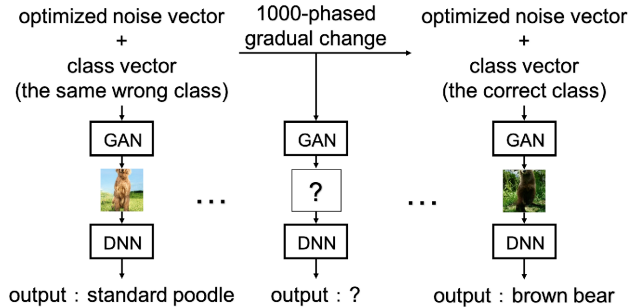 optimized noise vector
+
class vector
(the same wrong class)
1000-phased
gradual change
optimized noise vector
+
class vector
(the correct class)
GAN
GAN
GAN
...
?
...
DNN
DNN
DNN
output：standard poodle
output：?
output：brown bear